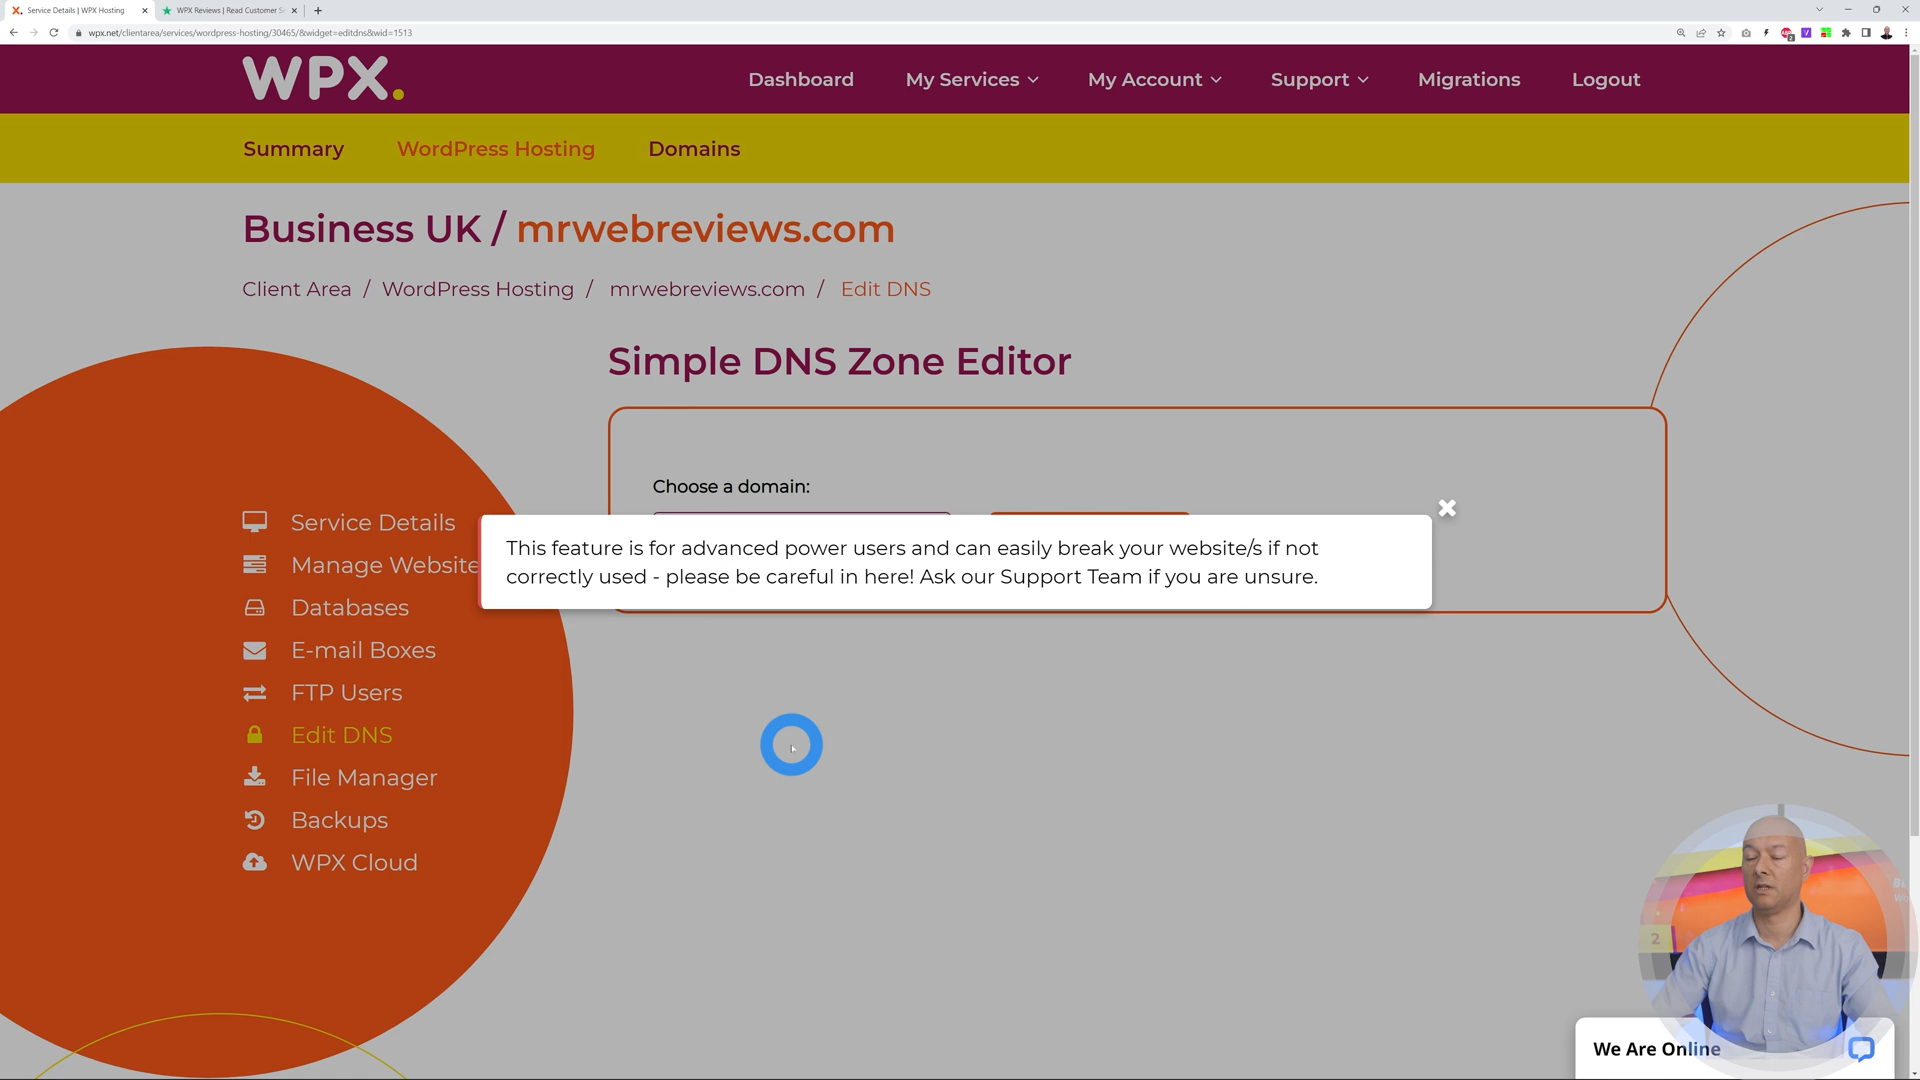 Service Details | WPX Hosting
WPX Reviews | Read Customer Se
wpx.net/clientarea/services/wordpress-hosting/30465/&widget=editdns&wid=1513
WPX.
Dashboard
My Services
My Account
Support
Migrations
Logout
Summary
WordPress Hosting
Domains
Business UK / mrwebreviews.com
Client Area / WordPress Hosting / mrwebreviews.com / Edit DNS
Simple DNS Zone Editor
Choose a domain:
This feature is for advanced power users and can easily break your website/s if not
correctly used - please be careful in here! Ask our Support Team if you are unsure.
Service Details
Manage Website
Databases
E-mail Boxes
FTP Users
Edit DNS
File Manager
Backups
WPX Cloud
2
We Are Online